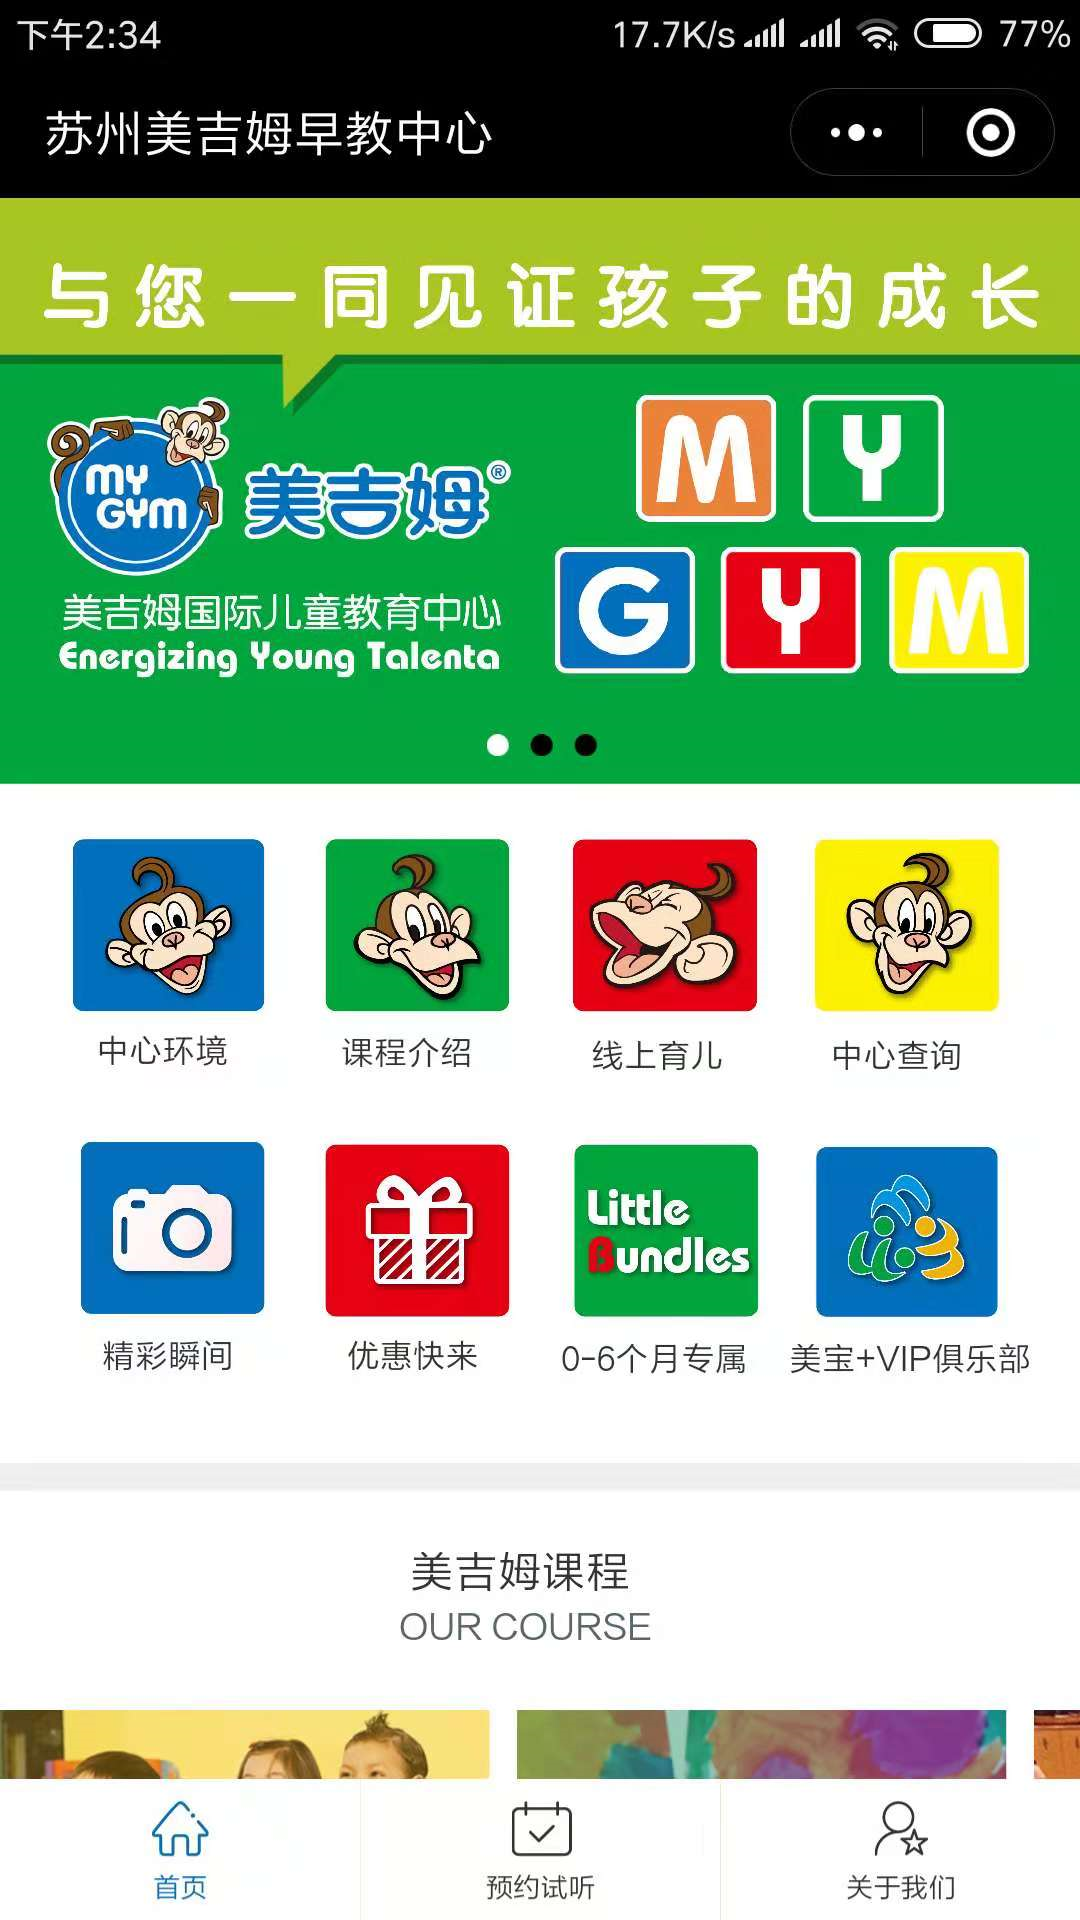 下午2:34
17.7K/s
77%
苏州美吉姆早教中心
与您一同见证孩子的成长
MY GYM
美吉姆®
美吉姆国际儿童教育中心
Energizing Young Talenta
M Y
G Y M
中心环境
课程介绍
线上育儿
中心查询
Little
Bundles
精彩瞬间
优惠快来
0-6个月专属
美宝+VIP俱乐部
美吉姆课程
OUR COURSE
首页
预约试听
关于我们